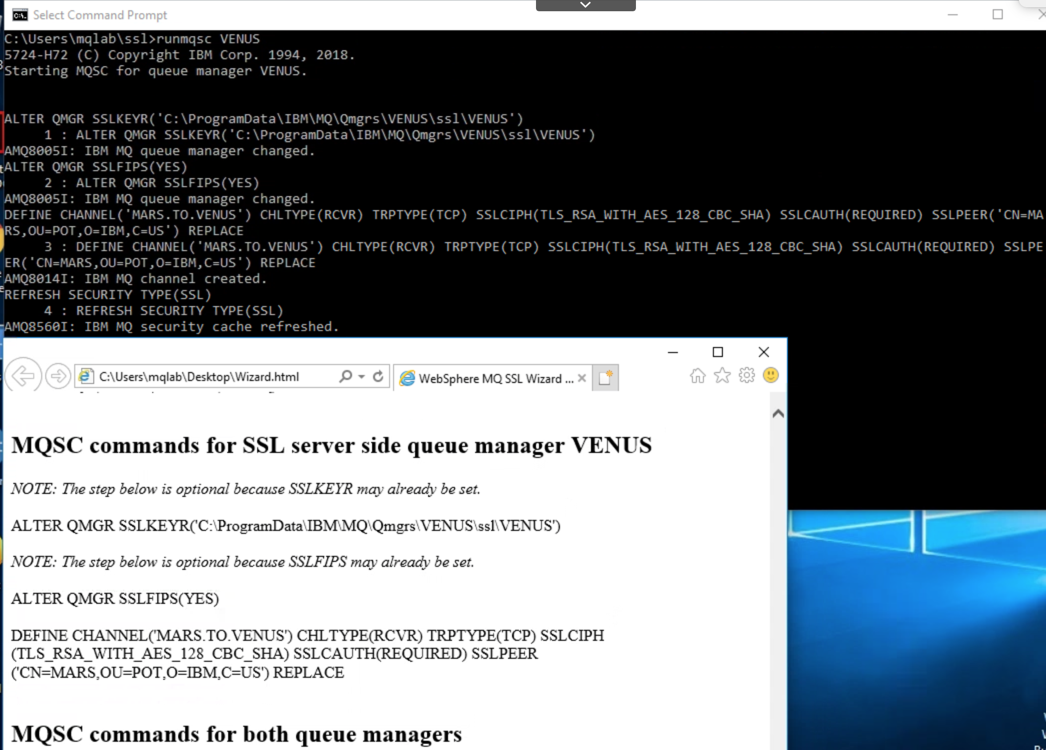 Select Command Prompt
C:\Users\mqlab\ssl>runmqsc VENUS
5724-H72 (C) Copyright IBM Corp. 1994, 2018.
Starting MQSC for queue manager VENUS.
ALTER QMGR SSLKEYR('C:\ProgramData\IBM\MQ\Qmgrs\VENUS\ssl\VENUS')
1 : ALTER QMGR SSLKEYR('C:\ProgramData\IBM\MQ\Qmgrs\VENUS\ssl\VENUS')
AMQ8005I: IBM MQ queue manager changed.
ALTER QMGR SSLFIPS(YES)
2 : ALTER QMGR SSLFIPS(YES)
AMQ8005I: IBM MQ queue manager changed.
DEFINE CHANNEL('MARS.TO.VENUS') CHLTYPE(RCVR) TRPTYPE(TCP) SSLCIPH(TLS_RSA_WITH_AES_128_CBC_SHA) SSLCAUTH(REQUIRED) SSLPEER('CN=MA
RS,OU=POT,O=IBM,C=US') REPLACE
3 : DEFINE CHANNEL('MARS.TO.VENUS') CHLTYPE(RCVR) TRPTYPE(TCP) SSLCIPH(TLS_RSA_WITH_AES_128_CBC_SHA) SSLCAUTH(REQUIRED) SSLPE
ER('CN=MARS,OU=POT,O=IBM,C=US') REPLACE
AMQ8014I: IBM MQ channel created.
REFRESH SECURITY TYPE(SSL)
4 : REFRESH SECURITY TYPE(SSL)
AMQ8560I: IBM MQ security cache refreshed.
C:\Users\mqlab\Desktop\Wizard.html
WebSphere MQ SSL Wizard ...
MQSC commands for SSL server side queue manager VENUS
NOTE: The step below is optional because SSLKEYR may already be set.
ALTER QMGR SSLKEYR('C:\ProgramData\IBM\MQ\Qmgrs\VENUS\ssl\VENUS')
NOTE: The step below is optional because SSLFIPS may already be set.
ALTER QMGR SSLFIPS(YES)
DEFINE CHANNEL('MARS.TO.VENUS') CHLTYPE(RCVR) TRPTYPE(TCP) SSLCIPH
(TLS_RSA_WITH_AES_128_CBC_SHA) SSLCAUTH(REQUIRED) SSLPEER
('CN=MARS,OU=POT,O=IBM,C=US') REPLACE
MQSC commands for both queue managers